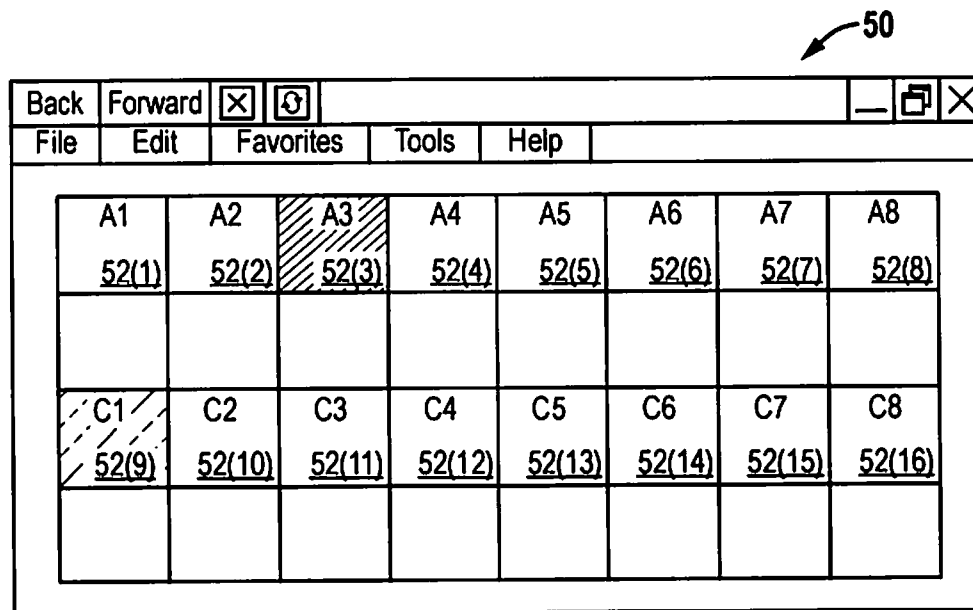 50
Back Forward
File Edit Favorites Tools Help
A1 A2 A3 A4 A5 A6 A7 A8
52(1) 52(2) 52(3) 52(4) 52(5) 52(6) 52(7) 52(8)
C1 C2 C3 C4 C5 C6 C7 C8
52(9) 52(10) 52(11) 52(12) 52(13) 52(14) 52(15) 52(16)